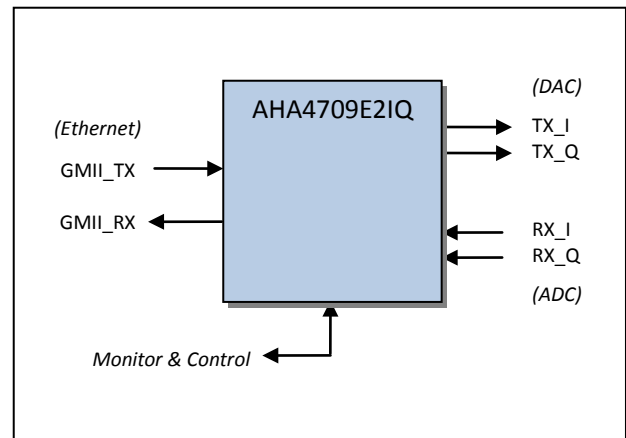 AHA4709E2IQ
(Ethernet)
GMII_TX
GMII_RX
(DAC)
TX_I
TX_Q
RX_I
RX_Q
(ADC)
Monitor & Control